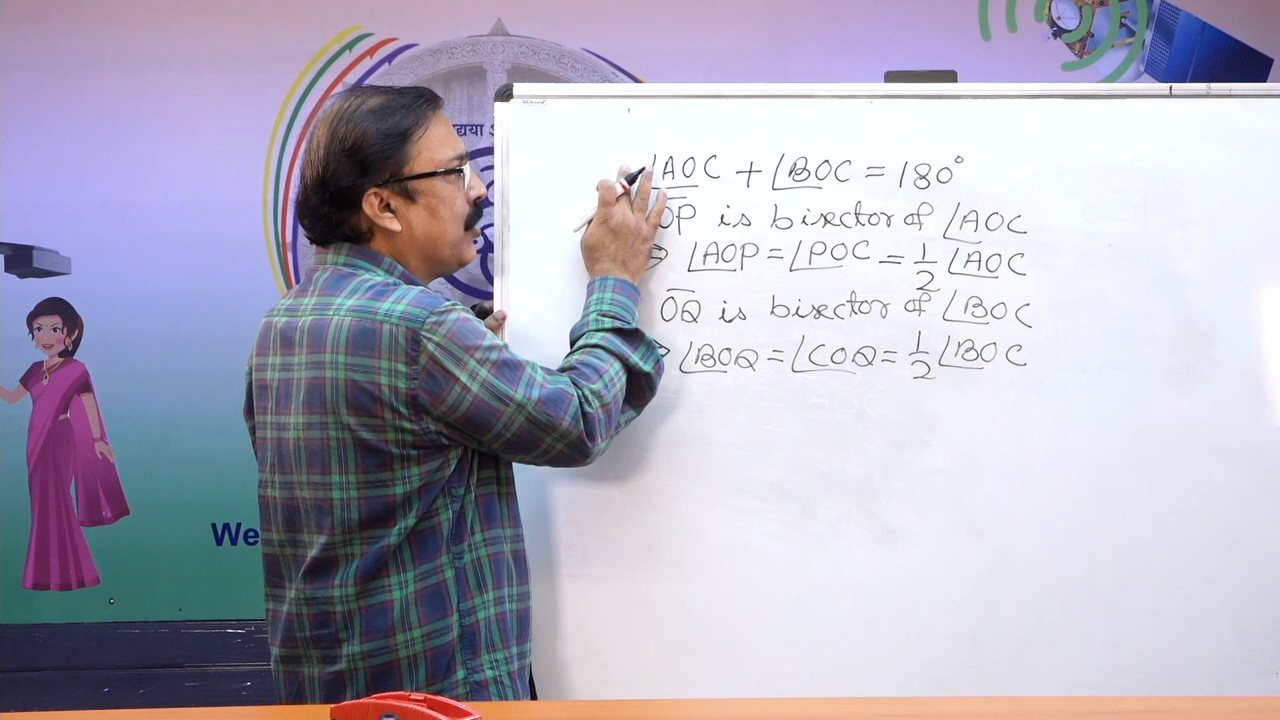 ∠AOC + ∠BOC = 180°
OP is bisector of ∠AOC
⇒ ∠AOP = ∠POC = 1/2 ∠AOC
OQ is bisector of ∠BOC
⇒ ∠BOQ = ∠COQ = 1/2 ∠BOC
We